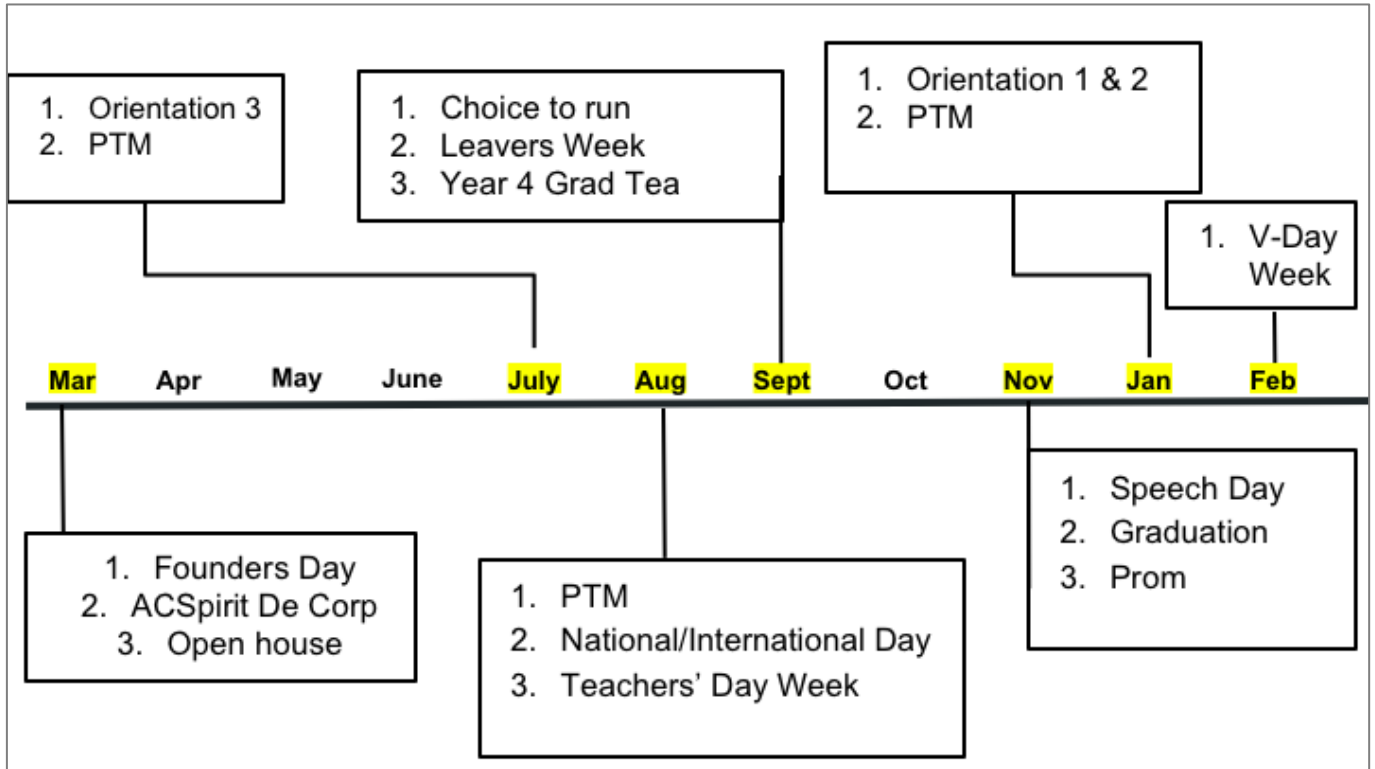 1. Orientation 3
2. PTM
1. Choice to run
2. Leavers Week
3. Year 4 Grad Tea
1. Orientation 1 & 2
2. PTM
1. V-Day
Week
Mar Apr May June July Aug Sept Oct Nov Jan Feb
1. Founders Day
2. ACSpirit De Corp
3. Open house
1. PTM
2. National/International Day
3. Teachers’ Day Week
1. Speech Day
2. Graduation
3. Prom